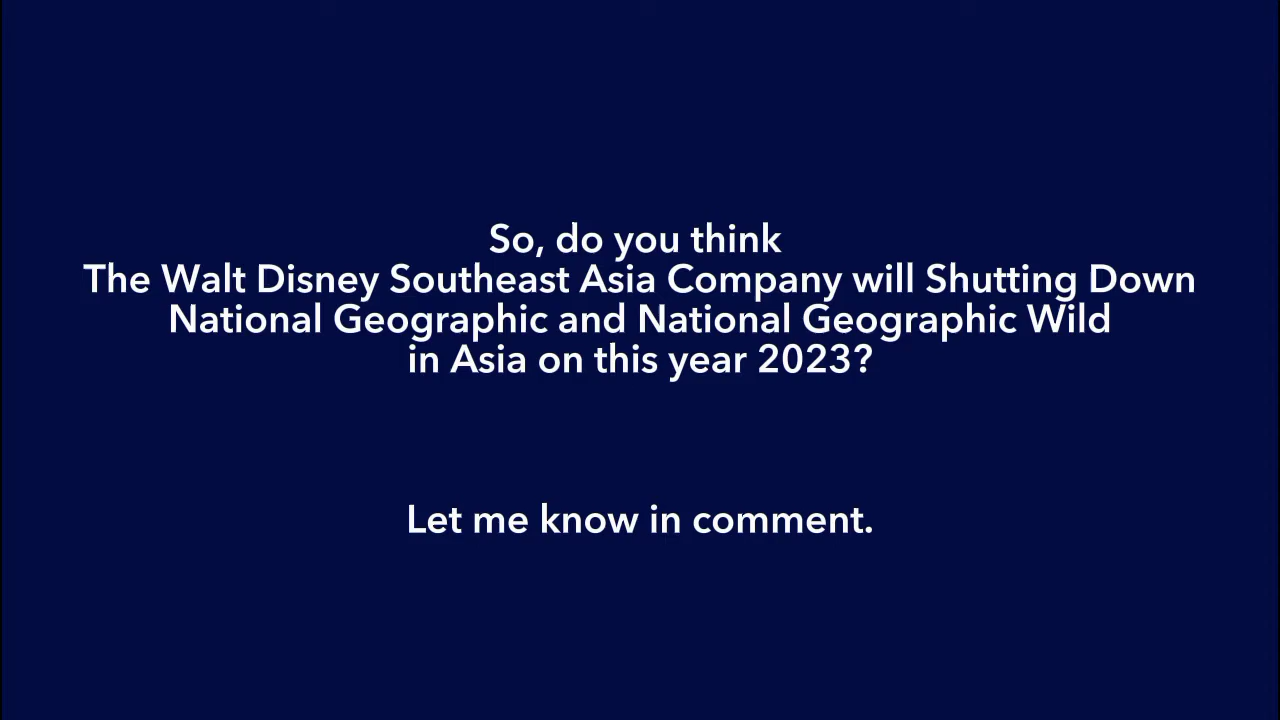 So, do you think
The Walt Disney Southeast Asia Company will Shutting Down
National Geographic and National Geographic Wild
in Asia on this year 2023?
Let me know in comment.